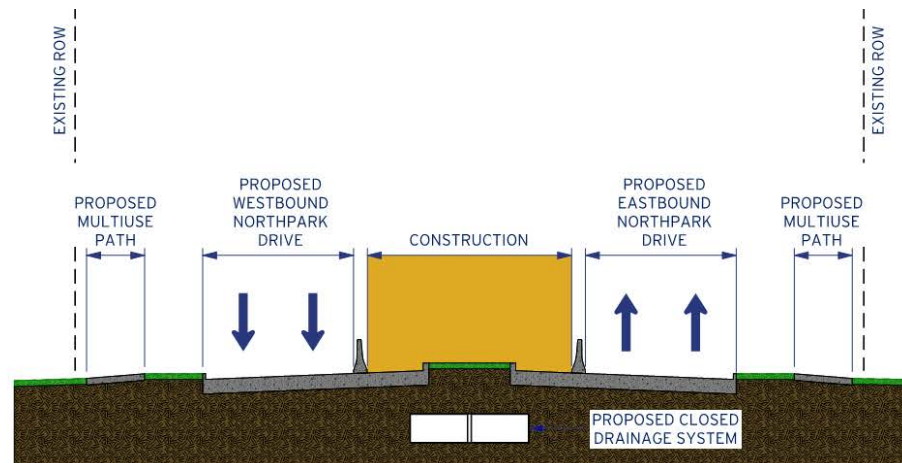 EXISTING ROW
EXISTING ROW
PROPOSED
MULTIUSE
PATH
PROPOSED
WESTBOUND
NORTHPARK
DRIVE
CONSTRUCTION
PROPOSED
EASTBOUND
NORTHPARK
DRIVE
PROPOSED
MULTIUSE
PATH
PROPOSED CLOSED
DRAINAGE SYSTEM